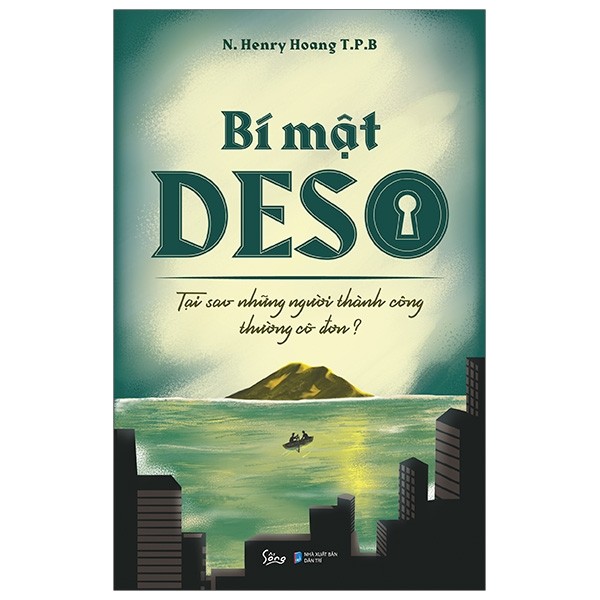 N. Henry Hoang T.P.B
Bí mật
DESO
Tại sao những người thành công
thường cô đơn?
Sống
NHÀ XUẤT BẢN
DÂN TRÍ